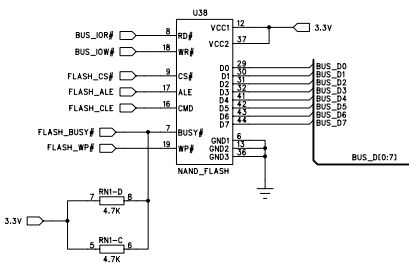 U38
BUS_IOR# 8 RD#
BUS_IOW# 18 WR#
FLASH_CS# 9 CS#
FLASH_ALE 17 ALE
FLASH_CLE 16 CMD
FLASH_BUSY# 7 BUSY#
FLASH_WP# 19 WP#
VCC1 12 3.3V
VCC2 37
D0 29 BUS_D0
D1 30 BUS_D1
D2 31 BUS_D2
D3 32 BUS_D3
D4 41 BUS_D4
D5 42 BUS_D5
D6 43 BUS_D6
D7 44 BUS_D7
GND1 6
GND2 13
GND3 36
BUS_D[0:7]
NAND_FLASH
RN1-D
7 8
4.7K
3.3V
RN1-C
5 6
4.7K